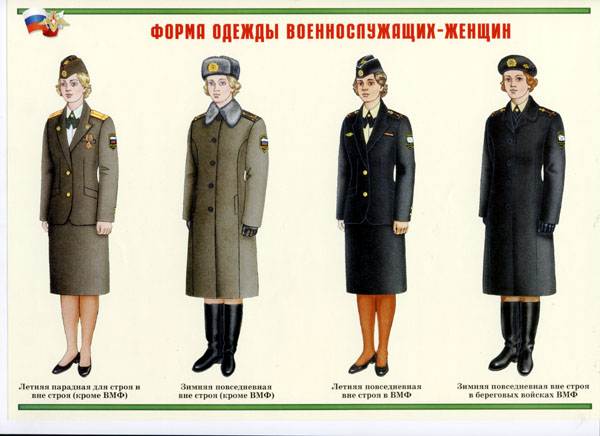 ФОРМА ОДЕЖДЫ ВОЕННОСЛУЖАЩИХ-ЖЕНЩИН
Летняя парадная для строя и
вне строя (кроме ВМФ)
Зимняя повседневная
вне строя (кроме ВМФ)
Летняя повседневная
вне строя в ВМФ
Зимняя повседневная вне строя
в береговых войсках ВМФ